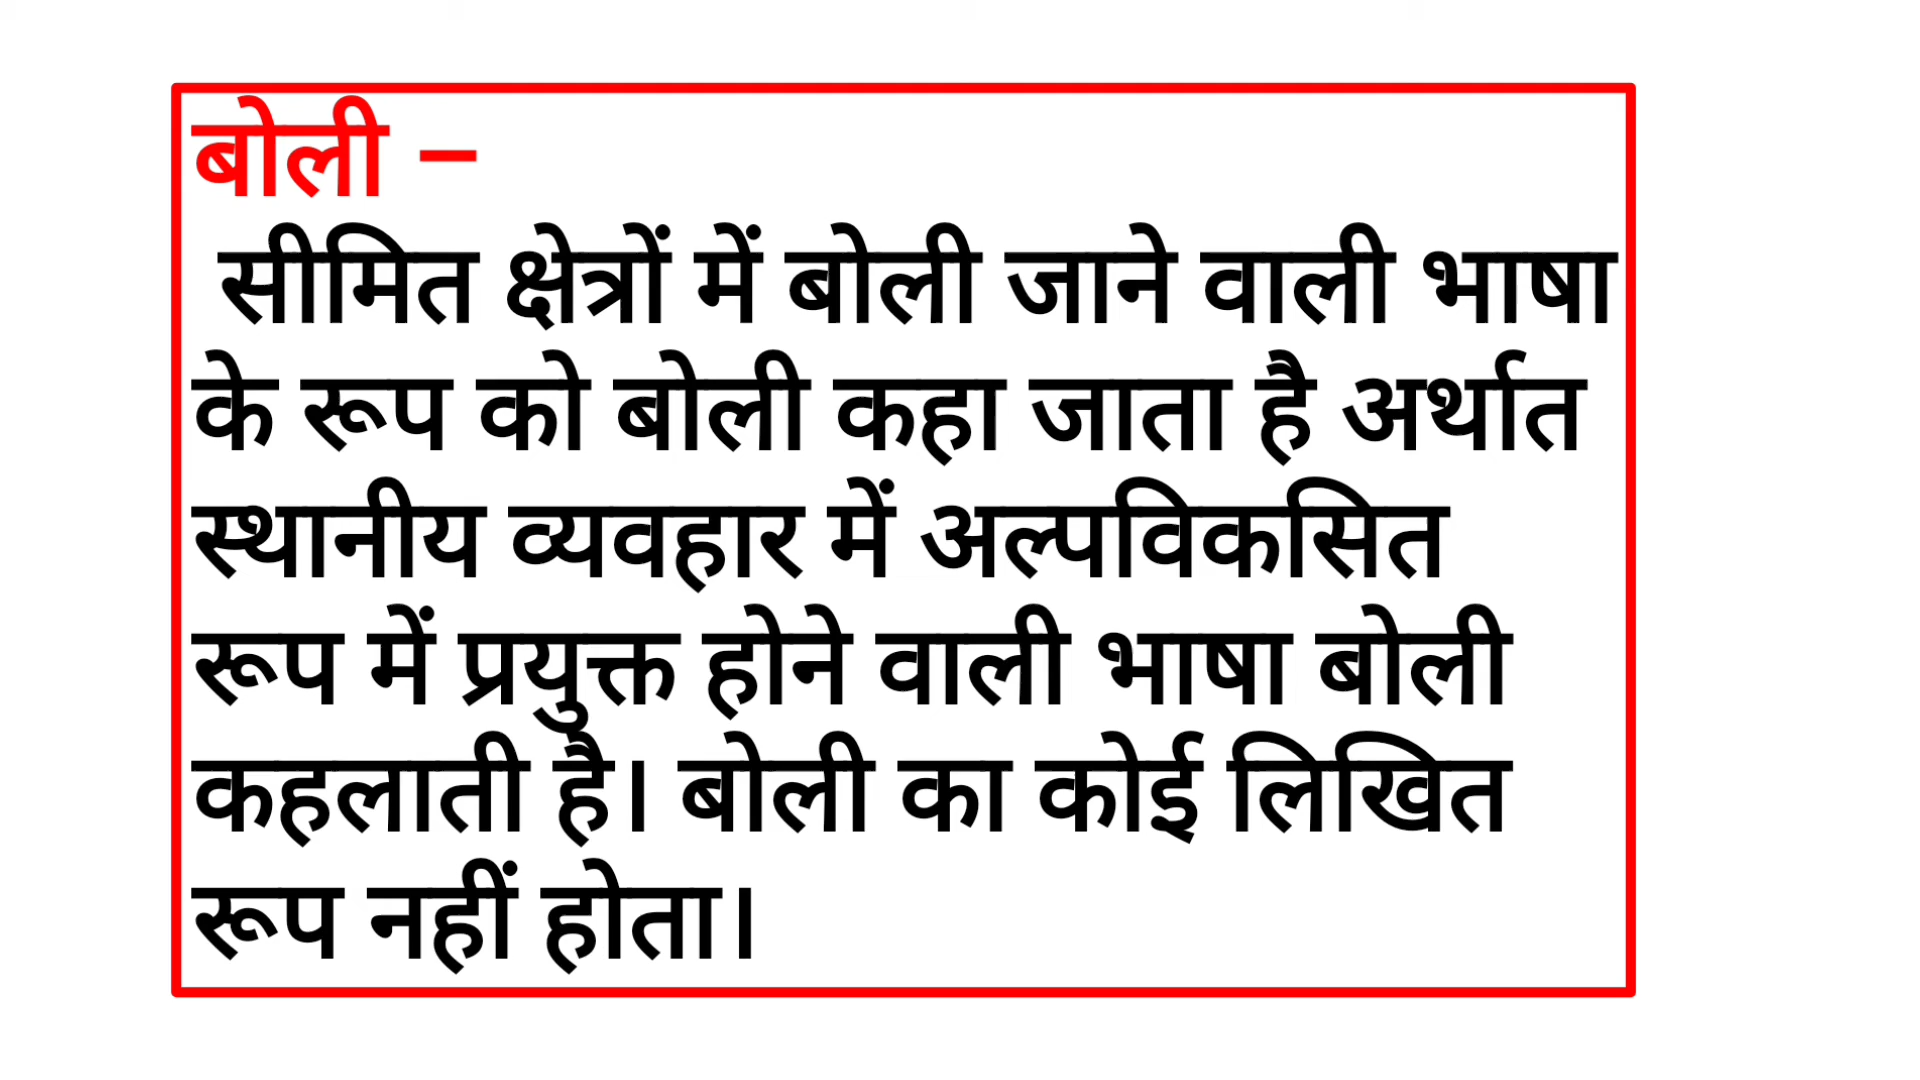 बोली –
सीमित क्षेत्रों में बोली जाने वाली भाषा
के रूप को बोली कहा जाता है अर्थात
स्थानीय व्यवहार में अल्पविकसित
रूप में प्रयुक्त होने वाली भाषा बोली
कहलाती है। बोली का कोई लिखित
रूप नहीं होता।